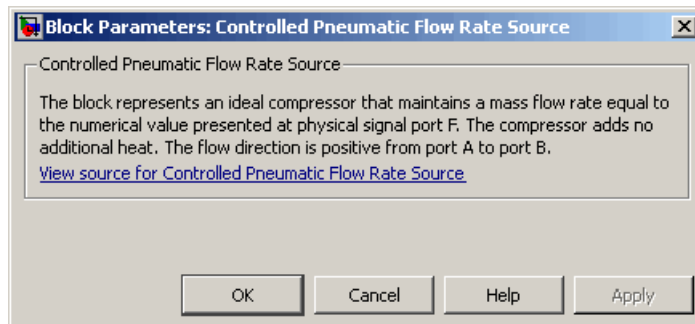 Block Parameters: Controlled Pneumatic Flow Rate Source
Controlled Pneumatic Flow Rate Source
The block represents an ideal compressor that maintains a mass flow rate equal to
the numerical value presented at physical signal port F. The compressor adds no
additional heat. The flow direction is positive from port A to port B.
View source for Controlled Pneumatic Flow Rate Source
OK Cancel Help Apply